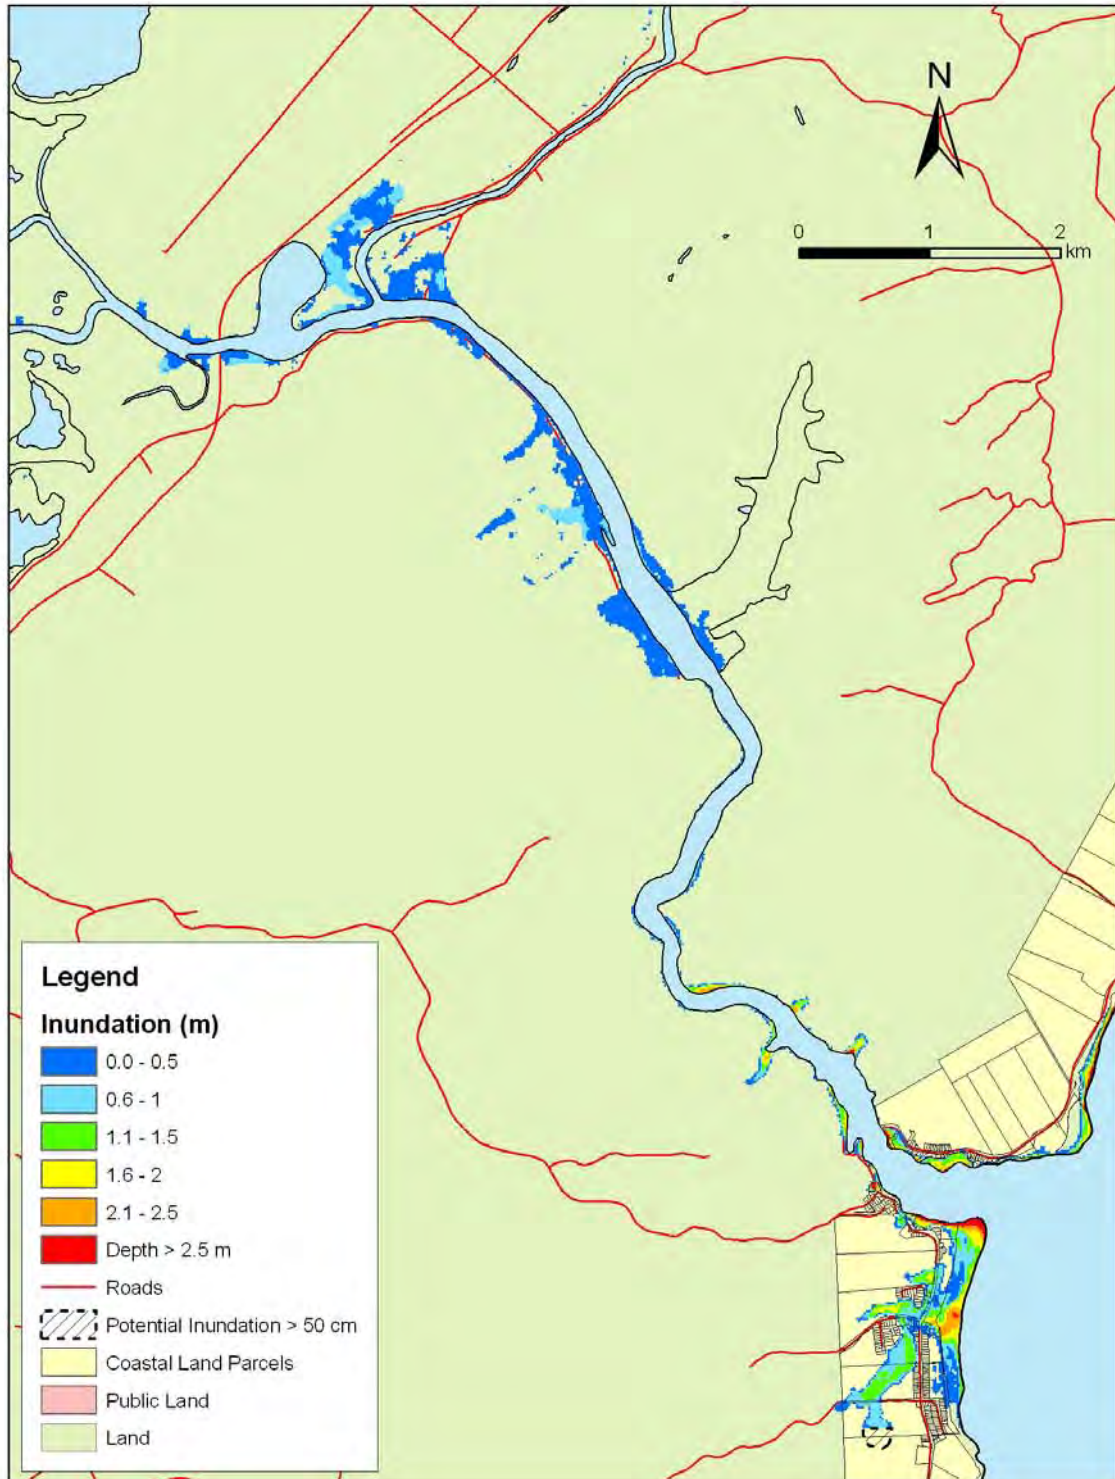 N
0 1 2
km
Legend
Inundation (m)
0.0 - 0.5
0.6 - 1
1.1 - 1.5
1.6 - 2
2.1 - 2.5
Depth > 2.5 m
Roads
Potential Inundation > 50 cm
Coastal Land Parcels
Public Land
Land